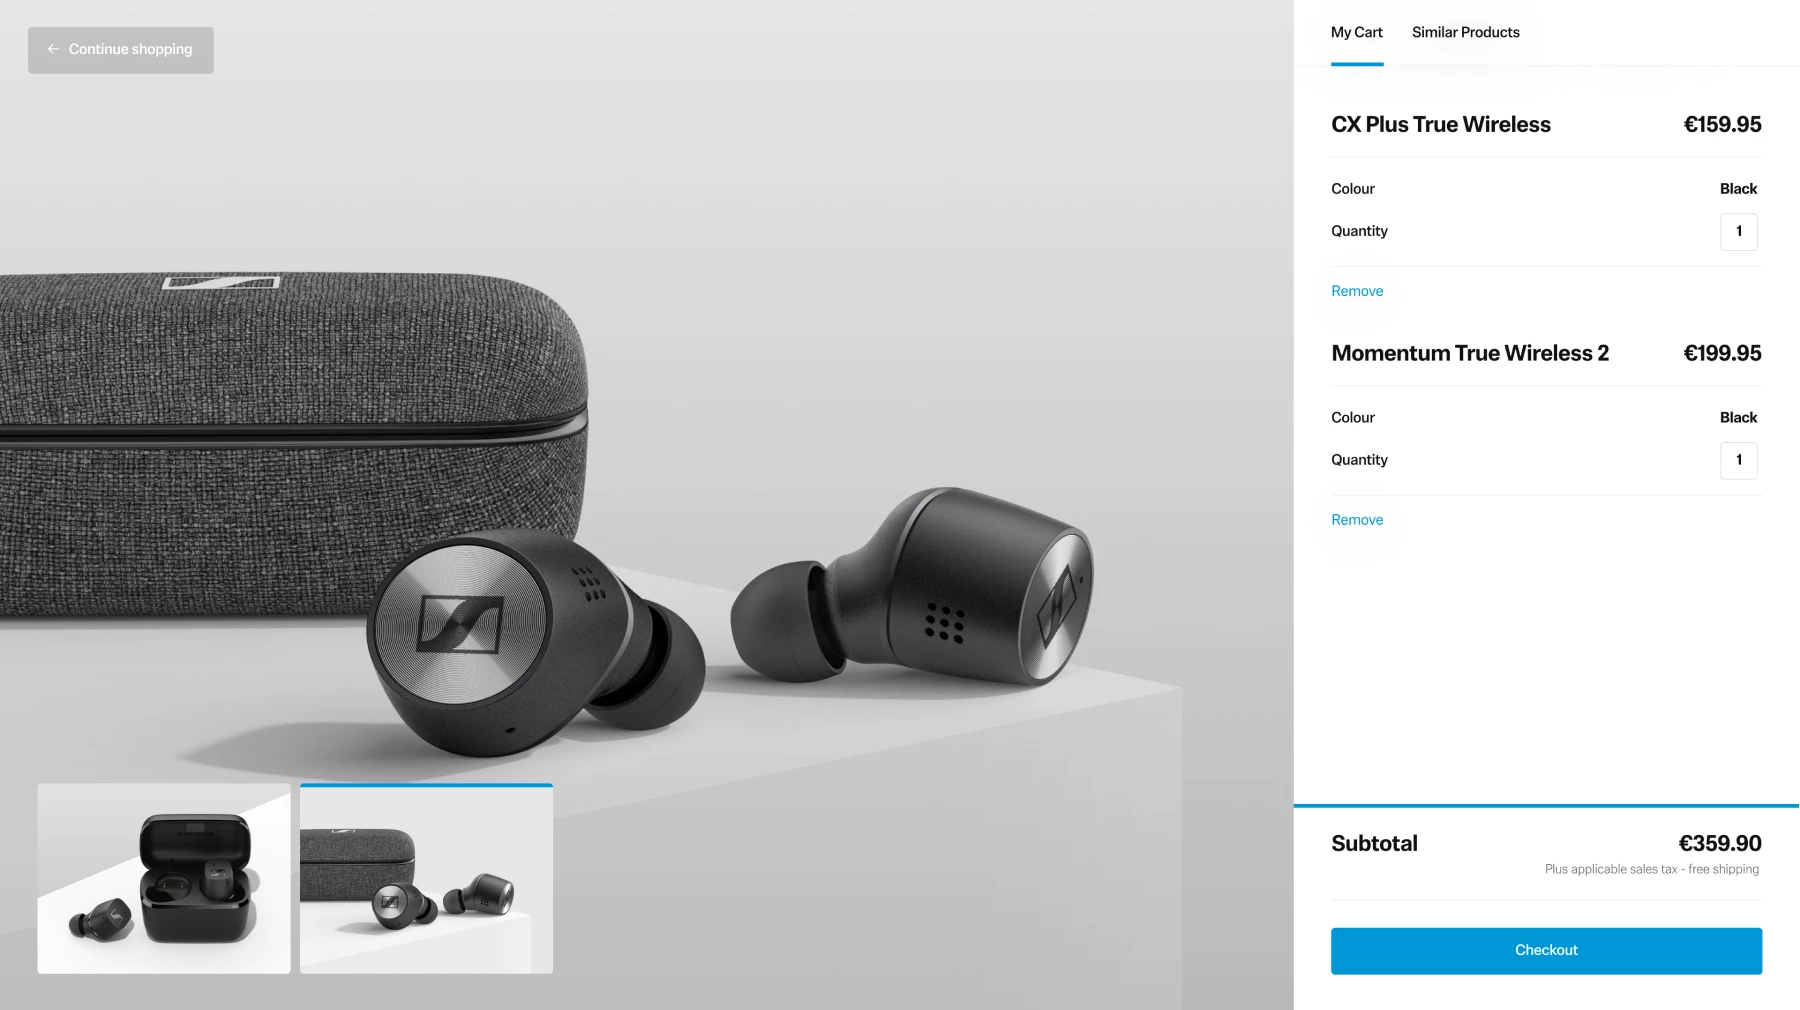 Continue shopping
My Cart Similar Products
CX Plus True Wireless €159.95
Colour Black
Quantity 1
Remove
Momentum True Wireless 2 €199.95
Colour Black
Quantity 1
Remove
Subtotal €359.90
Plus applicable sales tax - free shipping
Checkout